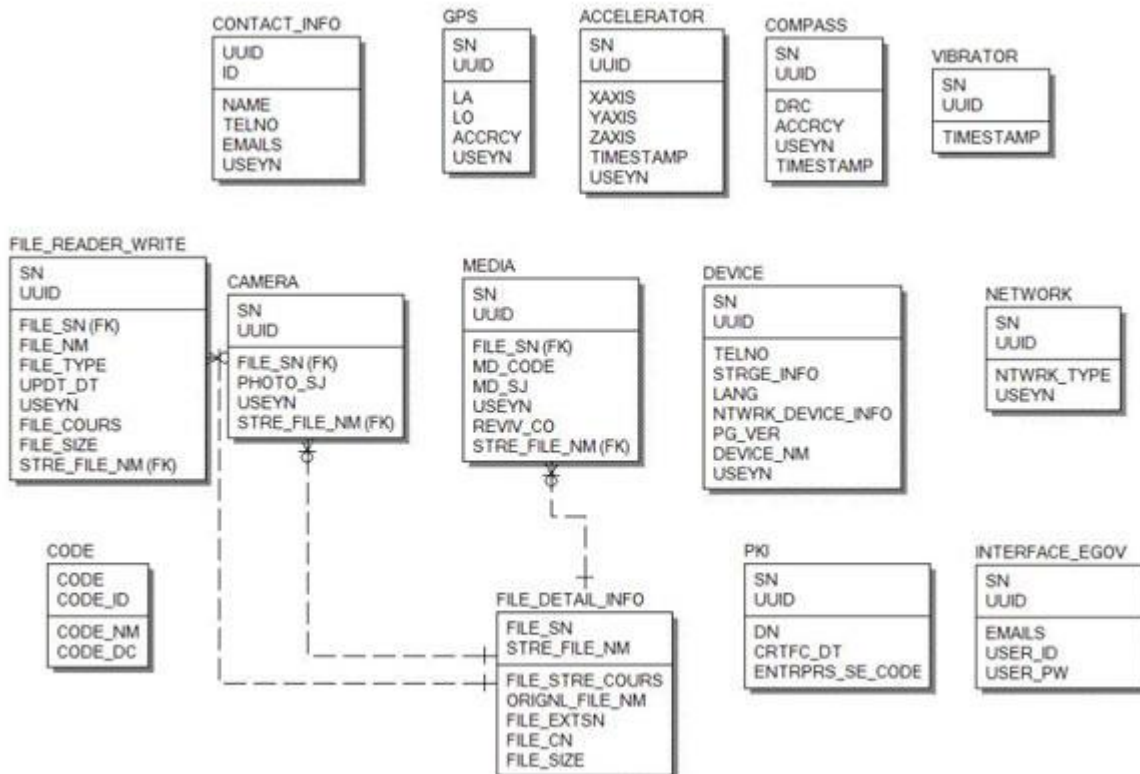 CONTACT_INFO
UUID
ID
NAME
TELNO
EMAILS
USEYN
GPS
SN
UUID
LA
LO
ACCRCY
USEYN
ACCELERATOR
SN
UUID
XAXIS
YAXIS
ZAXIS
TIMESTAMP
USEYN
COMPASS
SN
UUID
DRC
ACCRCY
USEYN
TIMESTAMP
VIBRATOR
SN
UUID
TIMESTAMP
FILE_READER_WRITE
SN
UUID
FILE_SN (FK)
FILE_NM
FILE_TYPE
UPDT_DT
USEYN
FILE_COURS
FILE_SIZE
STRE_FILE_NM (FK)
CAMERA
SN
UUID
FILE_SN (FK)
PHOTO_SJ
USEYN
STRE_FILE_NM (FK)
MEDIA
SN
UUID
FILE_SN (FK)
MD_CODE
MD_SJ
USEYN
REVIV_CO
STRE_FILE_NM (FK)
DEVICE
SN
UUID
TELNO
STRGE_INFO
LANG
NTWRK_DEVICE_INFO
PG_VER
DEVICE_NM
USEYN
NETWORK
SN
UUID
NTWRK_TYPE
USEYN
CODE
CODE
CODE_ID
CODE_NM
CODE_DC
FILE_DETAIL_INFO
FILE_SN
STRE_FILE_NM
FILE_STRE_COURS
ORIGNL_FILE_NM
FILE_EXTSN
FILE_CN
FILE_SIZE
PKI
SN
UUID
DN
CRTFC_DT
ENTRPRS_SE_CODE
INTERFACE_EGOV
SN
UUID
EMAILS
USER_ID
USER_PW